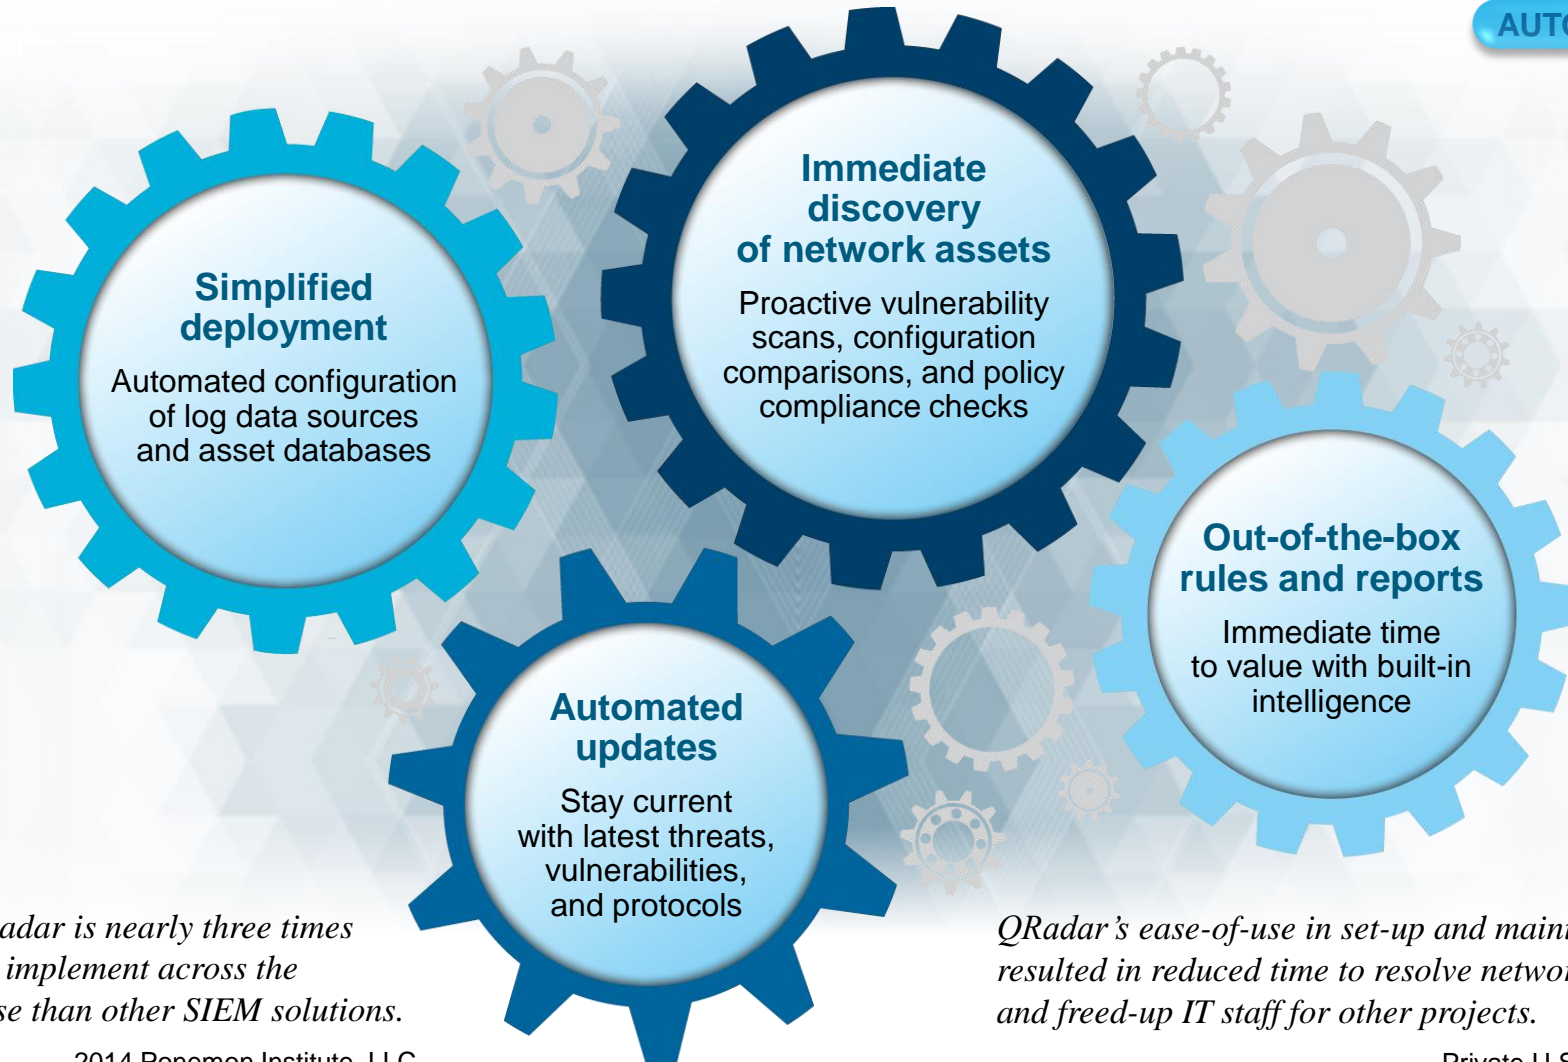 AUTO
Simplified
deployment
Automated configuration
of log data sources
and asset databases
Immediate
discovery
of network assets
Proactive vulnerability
scans, configuration
comparisons, and policy
compliance checks
Out-of-the-box
rules and reports
Immediate time
to value with built-in
intelligence
Automated
updates
Stay current
with latest threats,
vulnerabilities,
and protocols
adar is nearly three times
implement across the
se than other SIEM solutions.
2014 Ponemon Institute, LLC
QRadar’s ease-of-use in set-up and maint
resulted in reduced time to resolve networ
and freed-up IT staff for other projects.
Private U.S